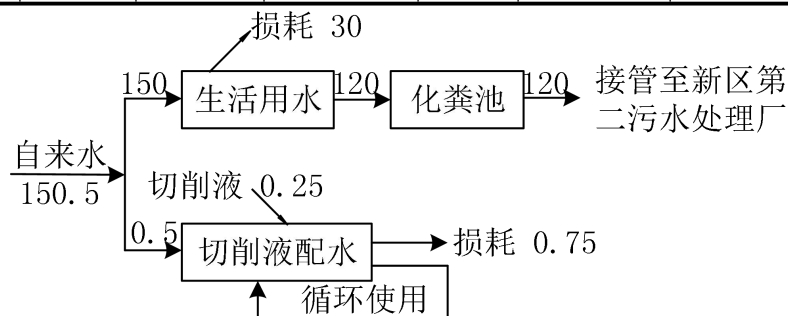 损耗 30
150
生活用水
120
化粪池
120
接管至新区第
二污水处理厂
自来水
150.5
切削液 0.25
0.5
切削液配水
损耗 0.75
循环使用